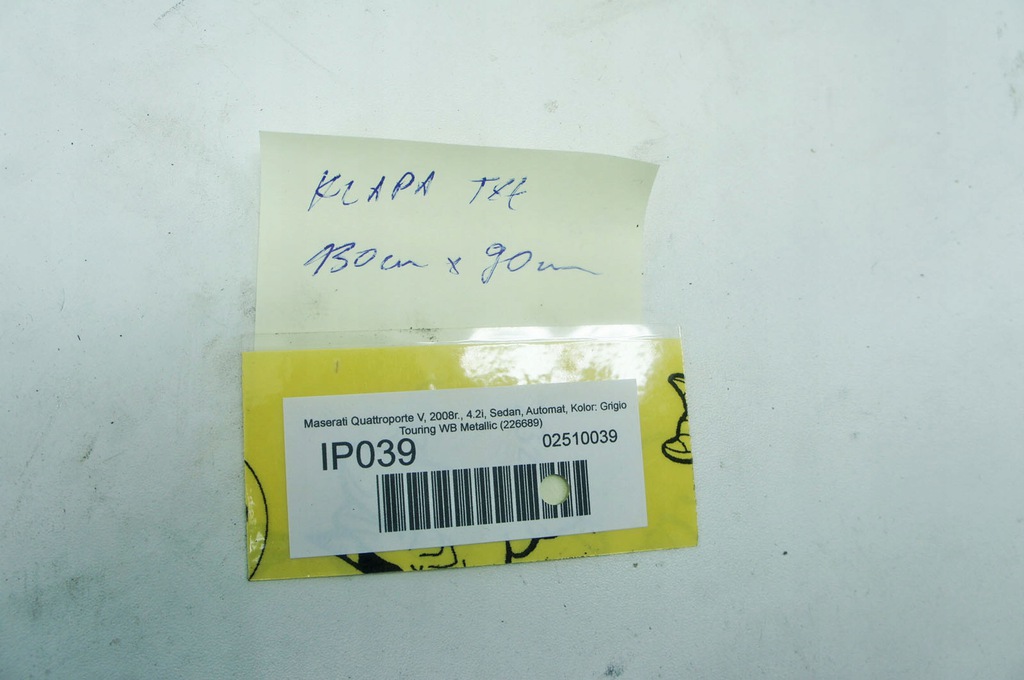 KLAPA TYŁ
130cm x 90cm
Maserati Quattroporte V, 2008r., 4.2i, Sedan, Automat, Kolor: Grigio
Touring WB Metallic (226689)
IP039
02510039